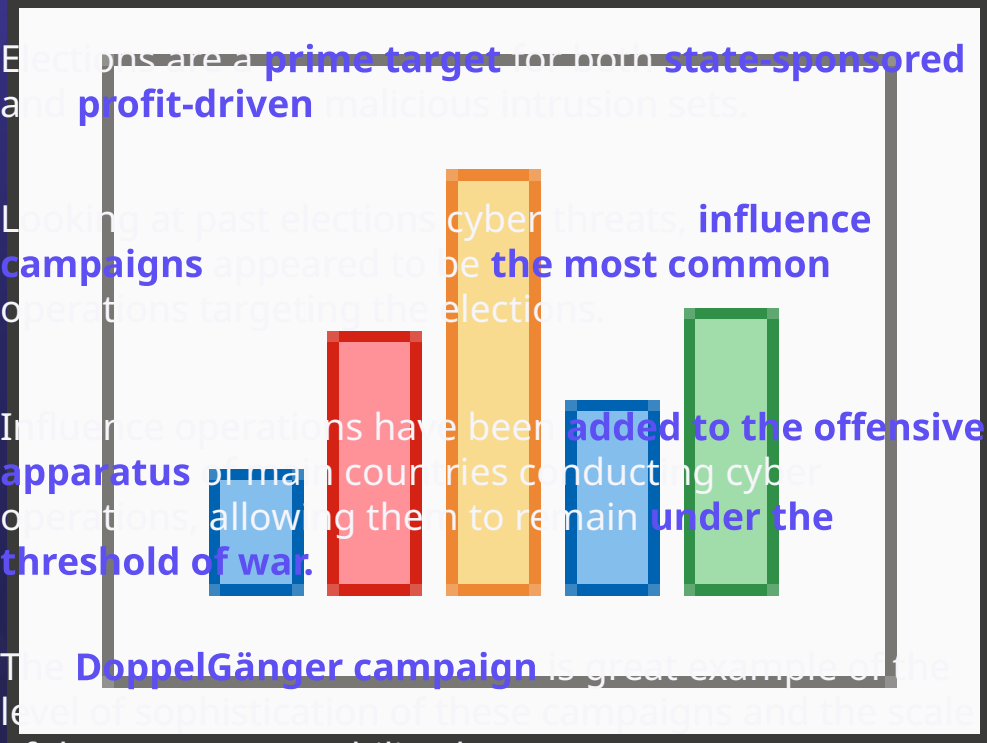 Elections are a prime target for both state-sponsored
and profit-driven malicious intrusion sets.
Looking at past elections cyber threats, influence
campaigns appeared to be the most common
operations targeting the elections.
Influence operations have been added to the offensive
apparatus of main countries conducting cyber
operations, allowing them to remain under the
threshold of war.
The DoppelGänger campaign is great example of the
level of sophistication of these campaigns and the scale